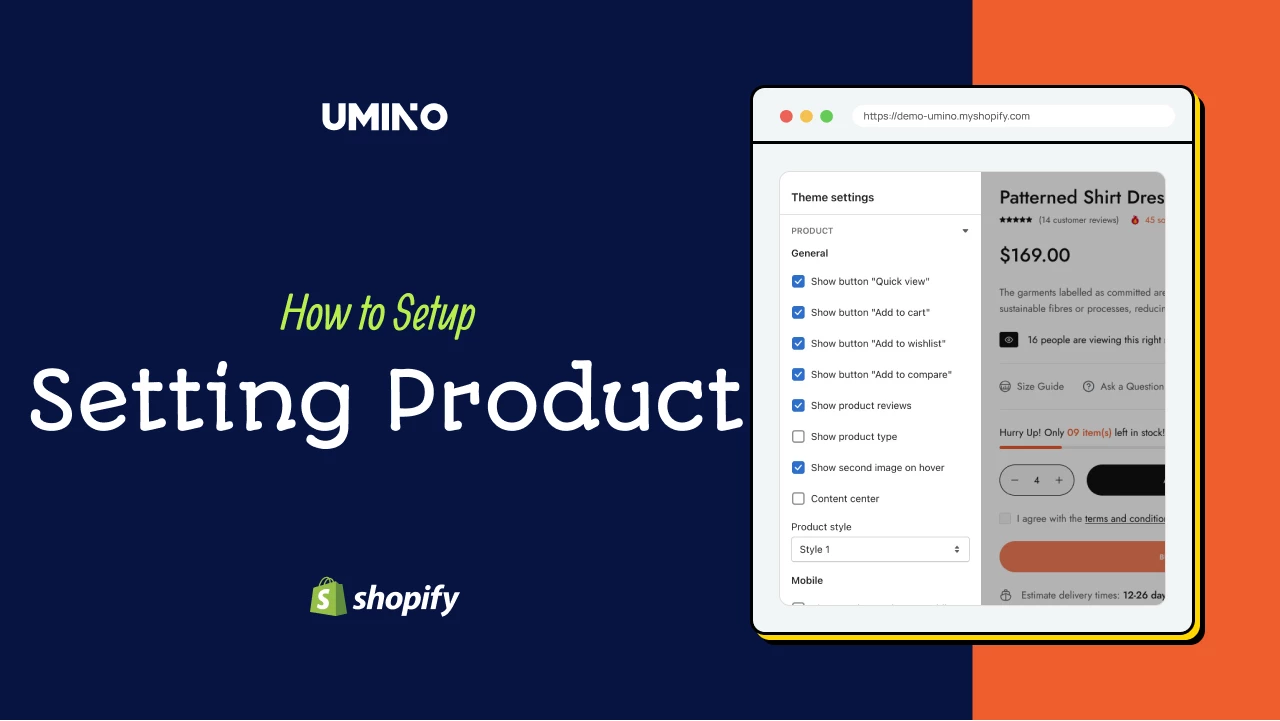 UMINO
How to Setup
Setting Product
shopify
https://demo-umino.myshopify.com
Theme settings
PRODUCT
General
Show button "Quick view"
Show button "Add to cart"
Show button "Add to wishlist"
Show button "Add to compare"
Show product reviews
Show product type
Show second image on hover
Content center
Product style
Style 1
Mobile
Patterned Shirt Dres
(14 customer reviews) 45 so
$169.00
The garments labelled as committed are
sustainable fibres or processes, reducin
16 people are viewing this right
Size Guide Ask a Question
Hurry Up! Only 09 item(s) left in stock!
− 4 +
I agree with the terms and condition
Estimate delivery times: 12-26 day